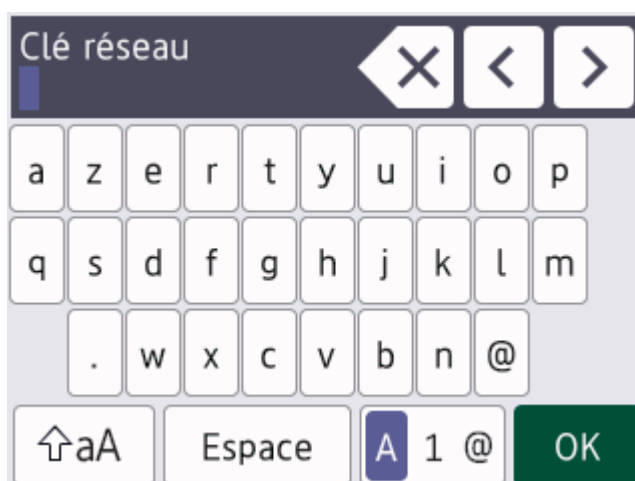 Clé réseau
a z e r t y u i o p
q s d f g h j k l m
. w x c v b n @
aA Espace A 1 @ OK